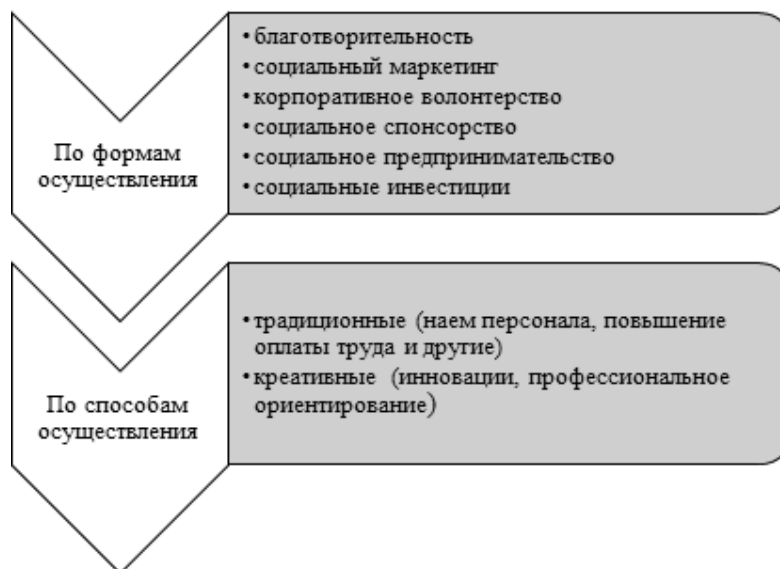 По формам
осуществления
•благотворительность
•социальный маркетинг
•корпоративное волонтерство
•социальное спонсорство
•социальное предпринимательство
•социальные инвестиции
По способам
осуществления
•традиционные (наем персонала, повышение
оплаты труда и другие)
•креативные (инновации, профессиональное
ориентирование)